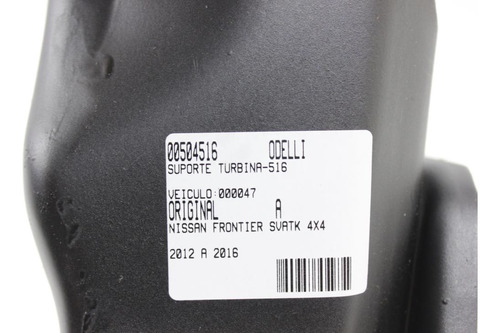 00504516 ODELLI
SUPORTE TURBINA-516
VEICULO:000047
ORIGINAL A
NISSAN FRONTIER SVATK 4X4
2012 A 2016